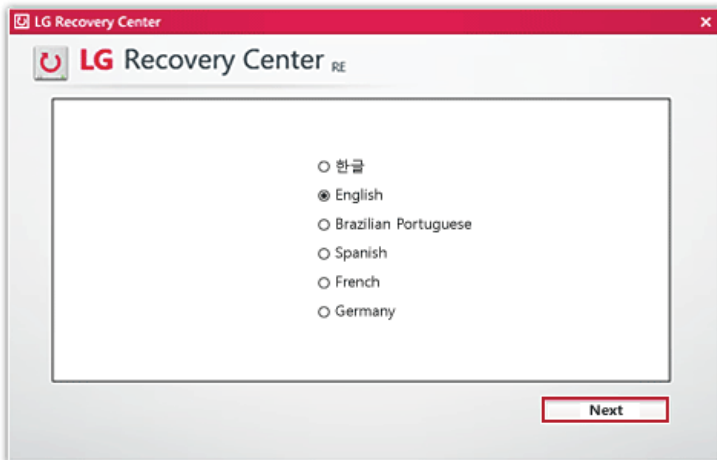 LG Recovery Center
LG Recovery Center RE
한글
English
Brazilian Portuguese
Spanish
French
Germany
Next